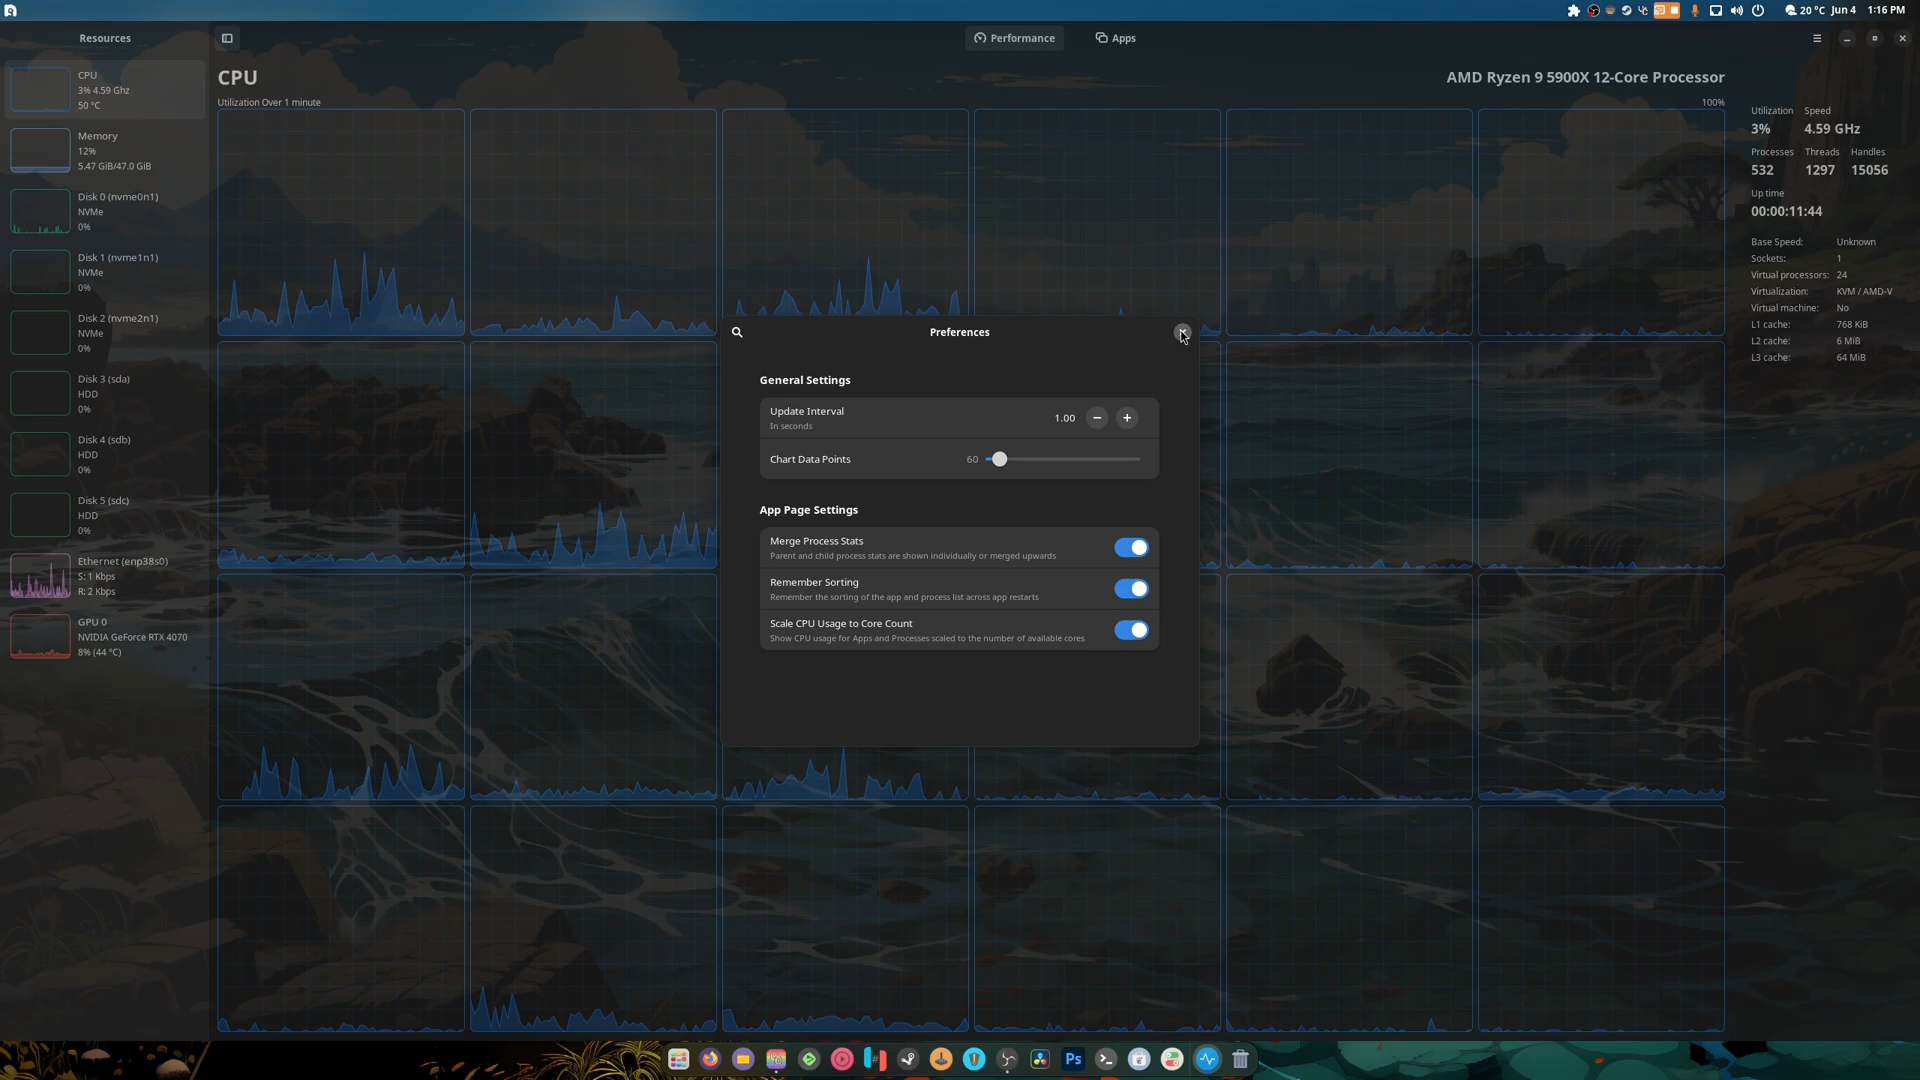 20 °C Jun 4 1:16 PM
Resources
Performance
Apps
CPU
3% 4.59 Ghz
50 °C
Memory
12%
5.47 GiB/47.0 GiB
Disk 0 (nvme0n1)
NVMe
0%
Disk 1 (nvme1n1)
NVMe
0%
Disk 2 (nvme2n1)
NVMe
0%
Disk 3 (sda)
HDD
0%
Disk 4 (sdb)
HDD
0%
Disk 5 (sdc)
HDD
0%
Ethernet (enp38s0)
S: 1 Kbps
R: 2 Kbps
GPU 0
NVIDIA GeForce RTX 4070
8% (44 °C)
CPU
AMD Ryzen 9 5900X 12-Core Processor
Utilization Over 1 minute
100%
Utilization Speed
3% 4.59 GHz
Processes Threads Handles
532 1297 15056
Up time
00:00:11:44
Base Speed: Unknown
Sockets: 1
Virtual processors: 24
Virtualization: KVM / AMD-V
Virtual machine: No
L1 cache: 768 KiB
L2 cache: 6 MiB
L3 cache: 64 MiB
Preferences
General Settings
Update Interval
In seconds
1.00
Chart Data Points
60
App Page Settings
Merge Process Stats
Parent and child process stats are shown individually or merged upwards
Remember Sorting
Remember the sorting of the app and process list across app restarts
Scale CPU Usage to Core Count
Show CPU usage for Apps and Processes scaled to the number of available cores
Ps